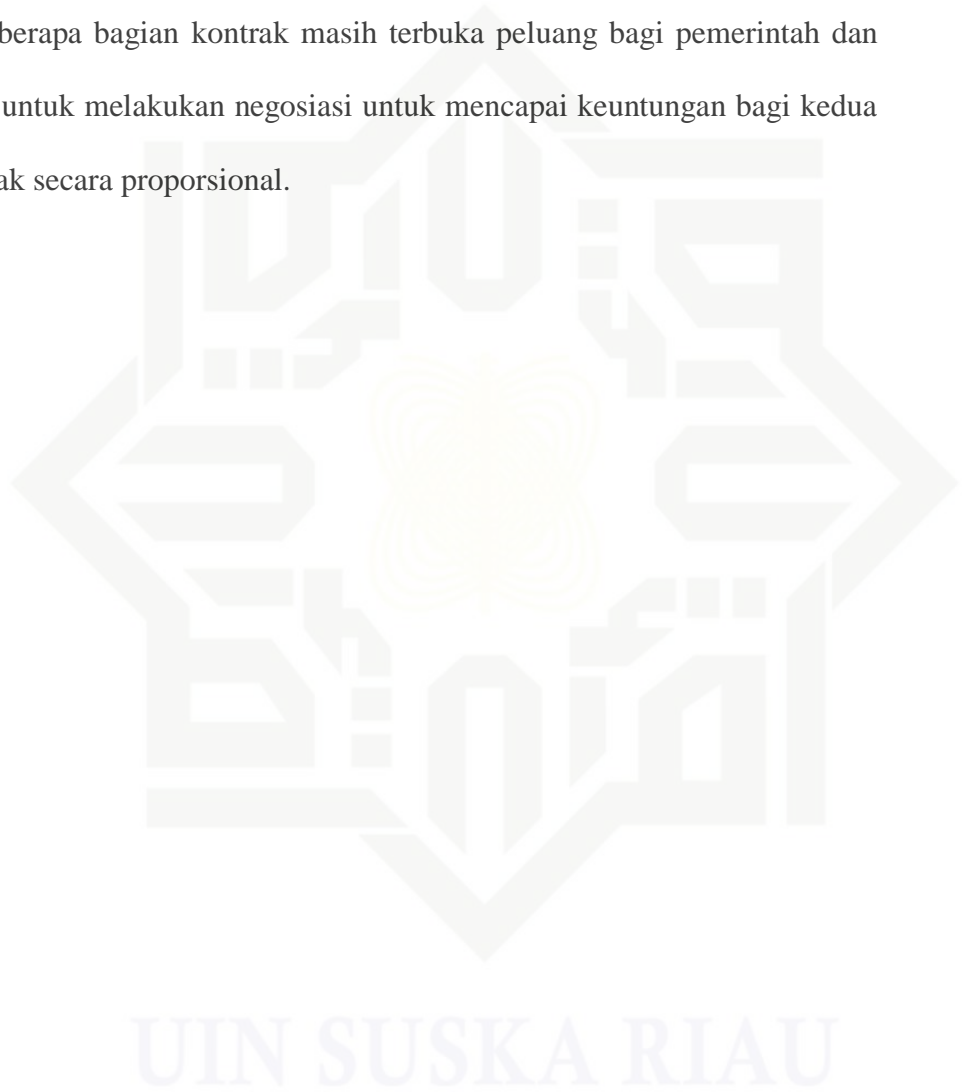 berapa bagian kontrak masih terbuka peluang bagi pemerintah dan
untuk melakukan negosiasi untuk mencapai keuntungan bagi kedua
ak secara proporsional.
UIN SUSKA RIAU